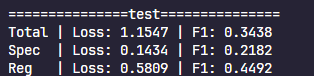 ===============test===============
Total | Loss: 1.1547 | F1: 0.3438
Spec  | Loss: 0.1434 | F1: 0.2182
Reg   | Loss: 0.5809 | F1: 0.4492